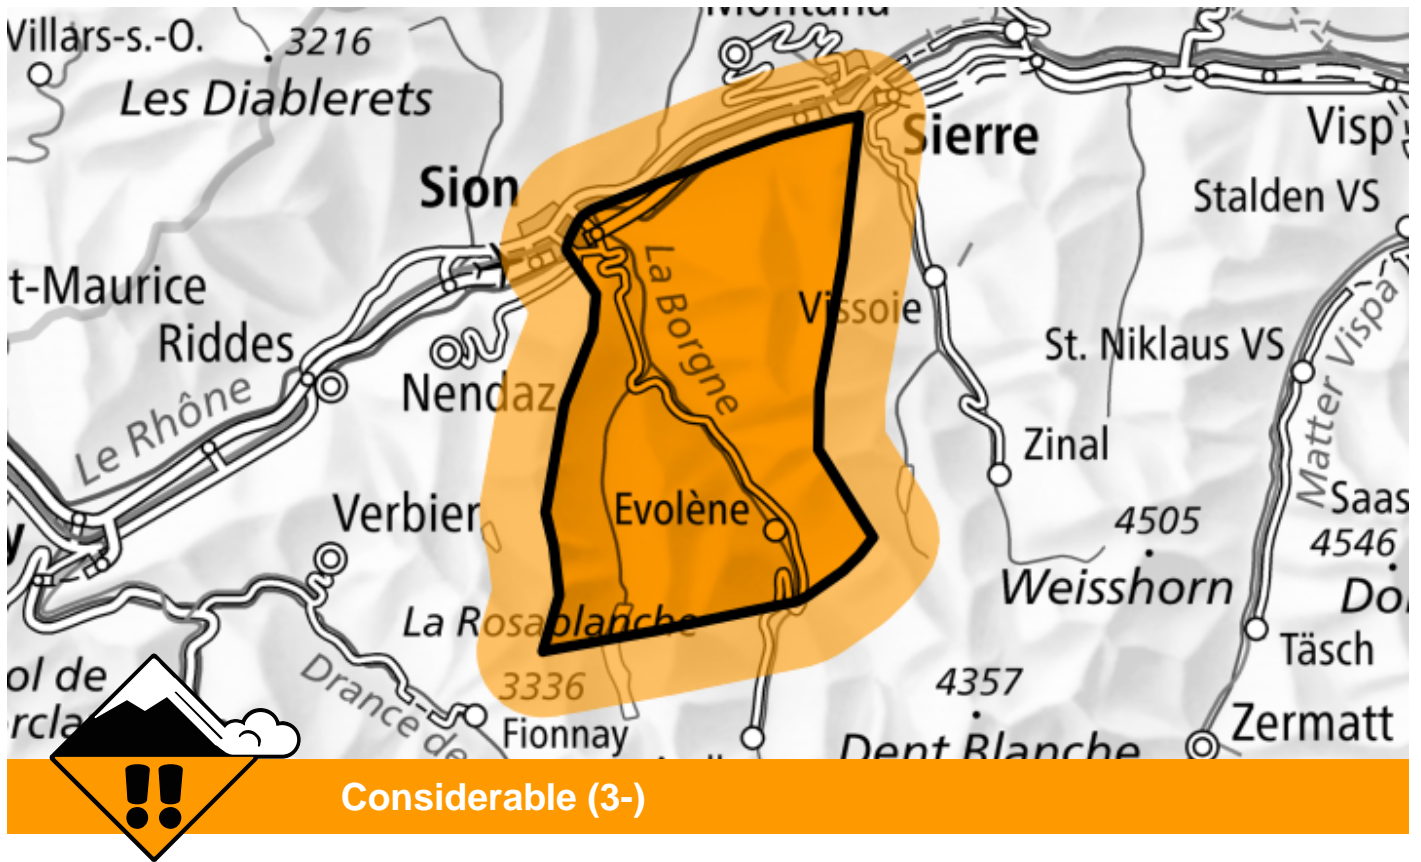 Villars-s.-O.
3216
Les Diablerets
Sierre
Visp
Sion
Stalden VS
La Borgne
t-Maurice
Vissoie
Riddes
St. Niklaus VS
Matter Vispa
Nendaz
Le Rhône
Zinal
Verbier
Evolène
Saas
4505
4546
Weisshorn
La Rosablanche
Täsch
ol de
3336
4357
Drance de
Fionnay
Zermatt
Dent Blanche
Considerable (3-)